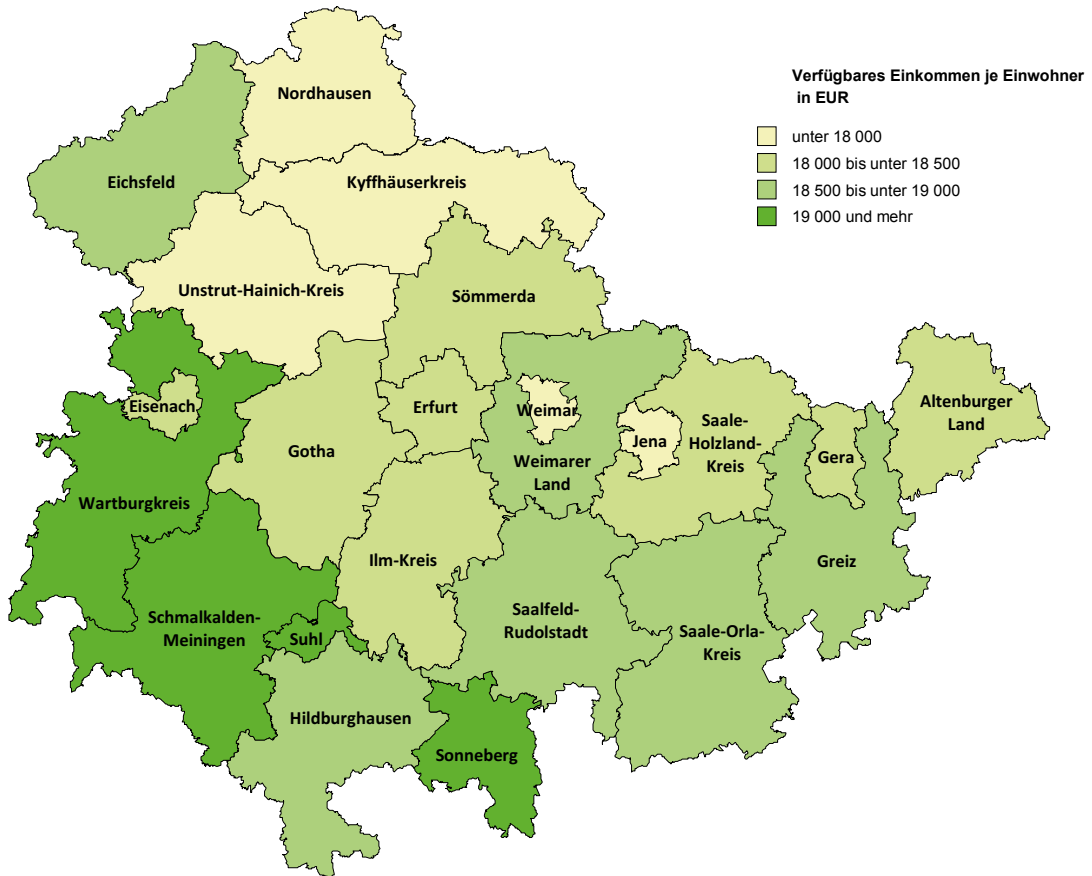 Verfügbares Einkommen je Einwohner
in EUR
unter 18 000
18 000 bis unter 18 500
18 500 bis unter 19 000
19 000 und mehr
Nordhausen
Eichsfeld
Kyffhäuserkreis
Unstrut-Hainich-Kreis
Sömmerda
Eisenach
Erfurt
Weimar
Altenburger
Land
Gotha
Jena
Saale-
Holzland-
Kreis
Gera
Weimarer
Land
Wartburgkreis
Ilm-Kreis
Greiz
Schmalkalden-
Meiningen
Suhl
Saalfeld-
Rudolstadt
Saale-Orla-
Kreis
Hildburghausen
Sonneberg